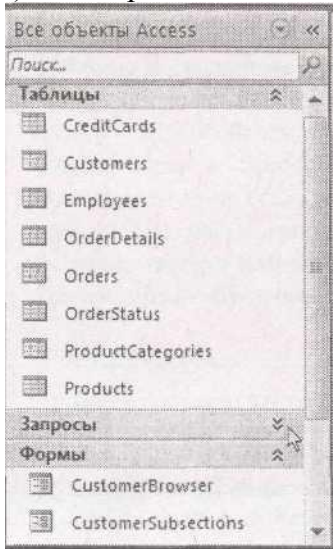 Все объекты Access
Поиск...
Таблицы
CreditCards
Customers
Employees
OrderDetails
Orders
OrderStatus
ProductCategories
Products
Запросы
Формы
CustomerBrowser
CustomerSubsections